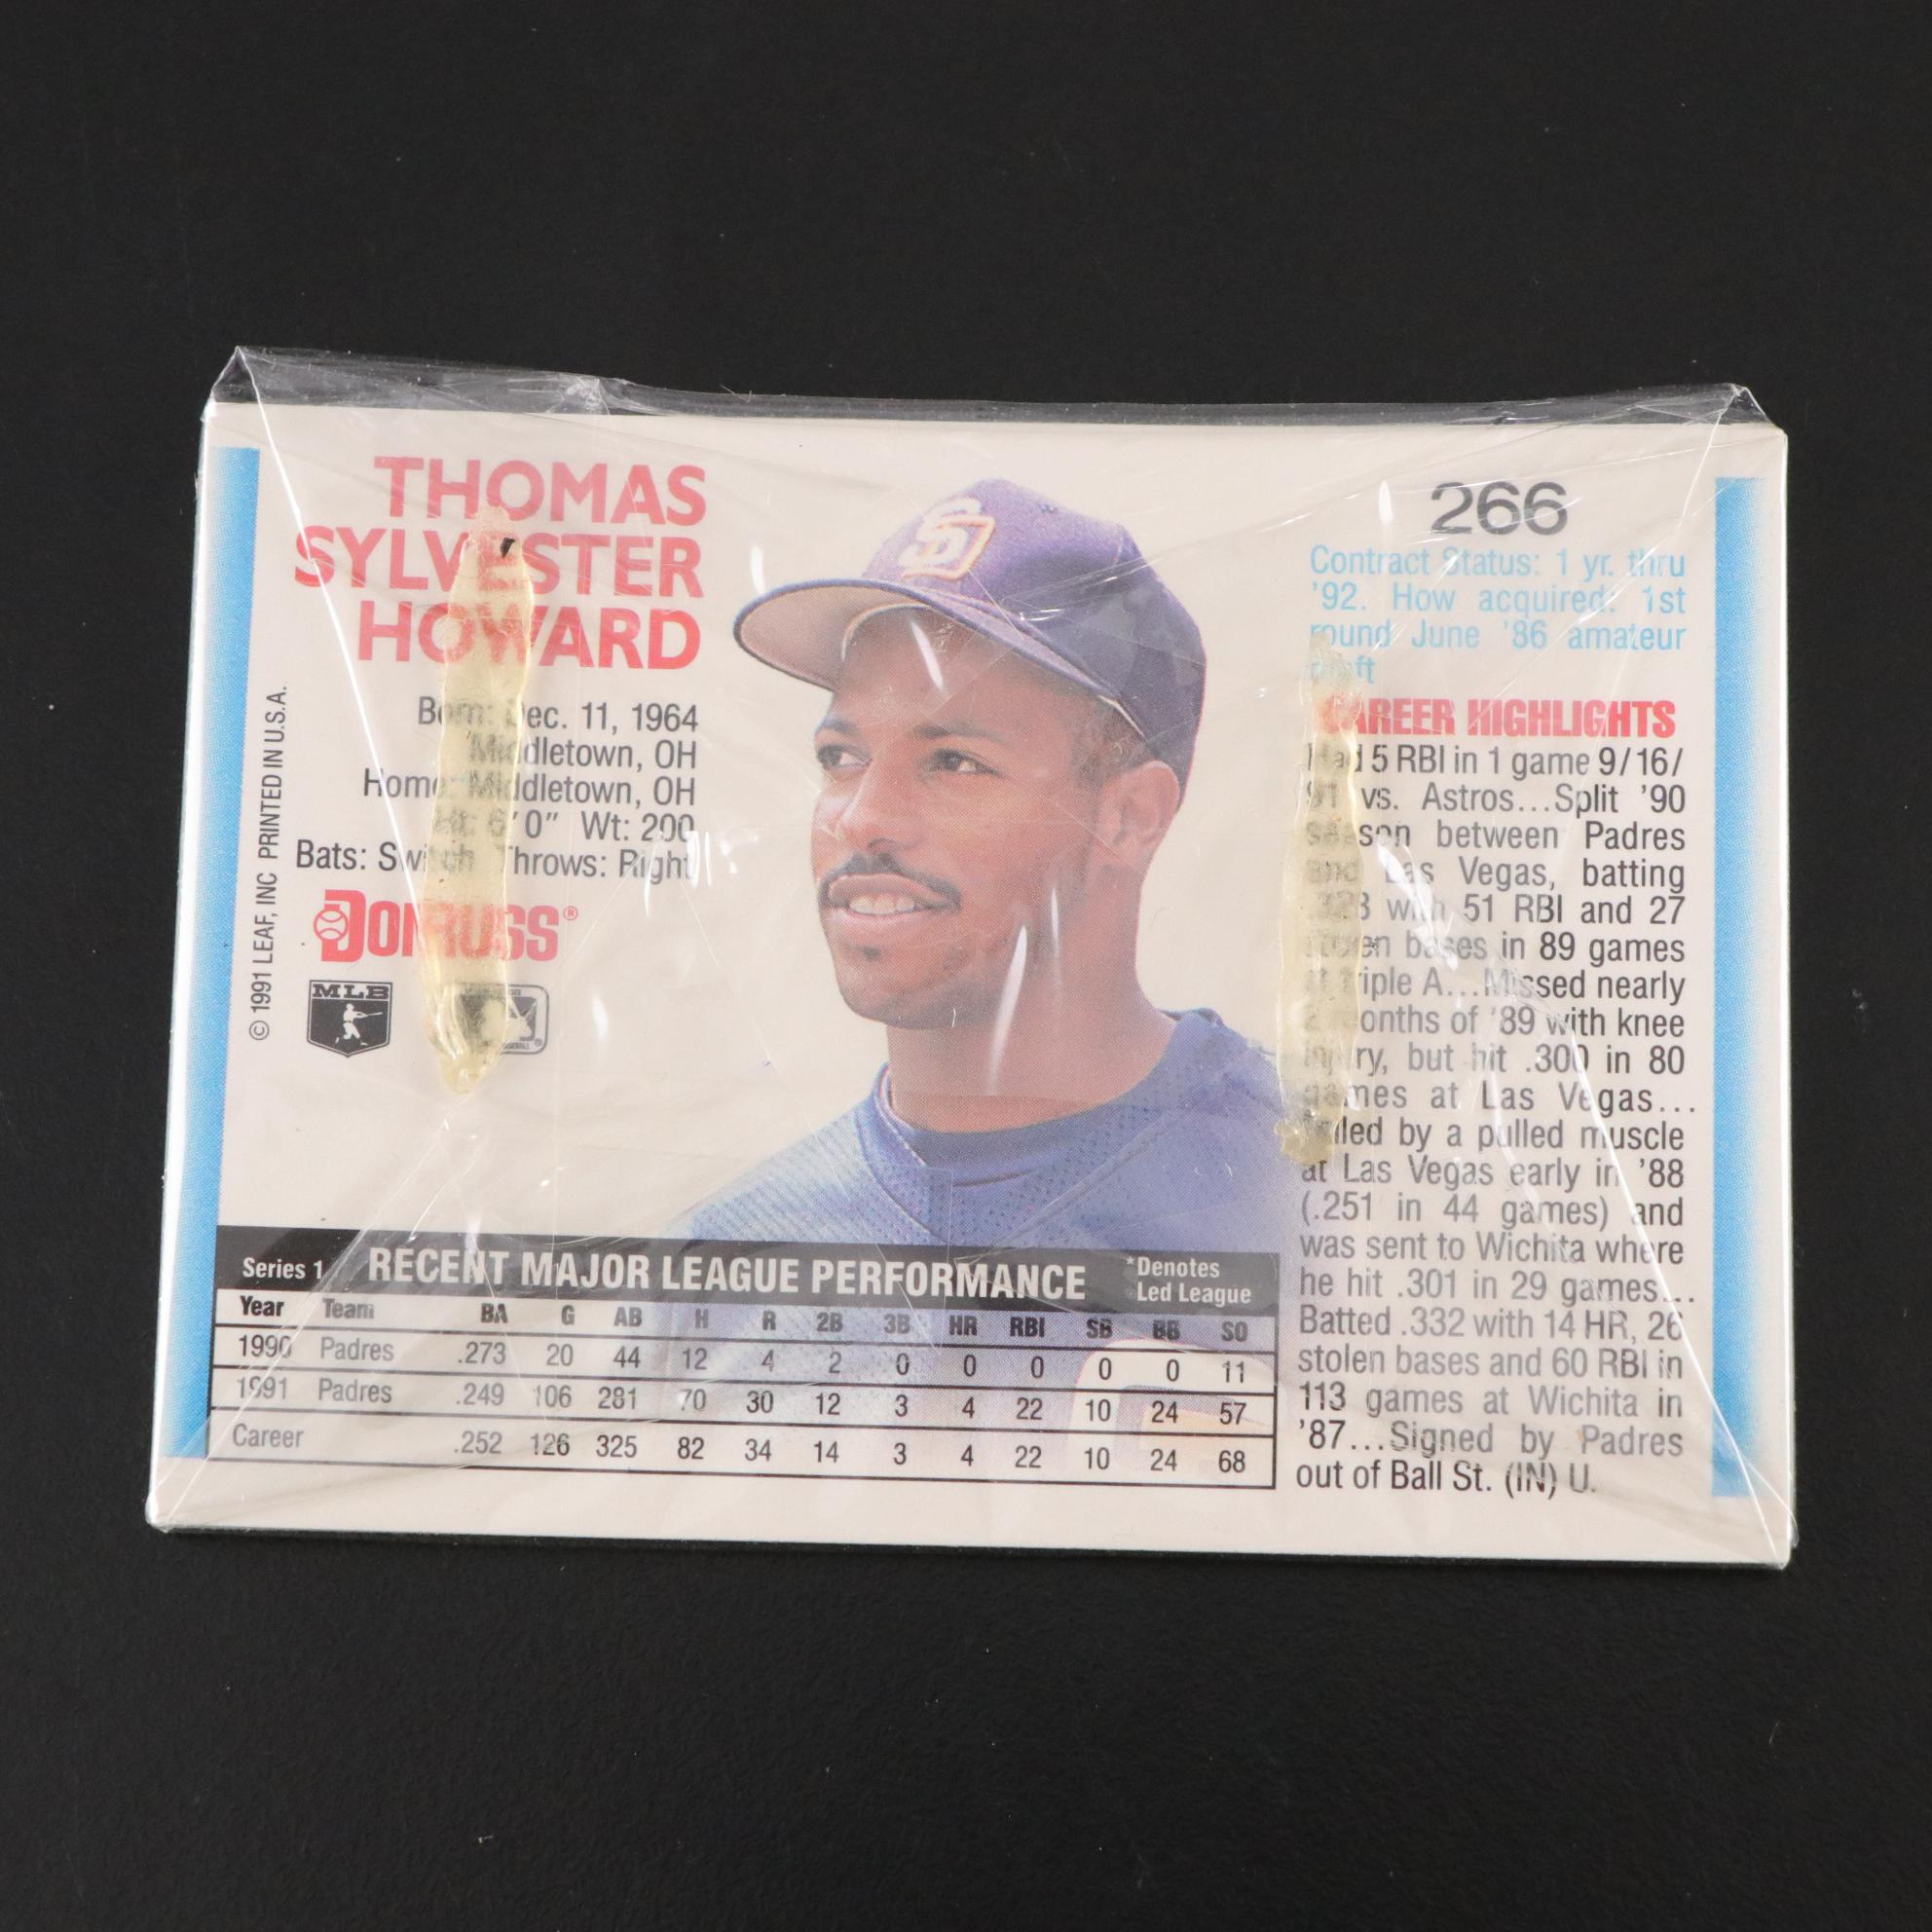 THOMAS
SYLVESTER
HOWARD
Born: Dec. 11, 1964
Middletown, OH
Home: Middletown, OH
Ht: 6'0" Wt: 200
Bats: Switch Throws: Right
DONRUSS®
MLB
© 1991 LEAF, INC PRINTED IN U.S.A.
SD
266
Contract Status: 1 yr. thru
'92. How acquired: 1st
round June '86 amateur
draft
CAREER HIGHLIGHTS
Had 5 RBI in 1 game 9/16/
91 vs. Astros...Split '90
season between Padres
and Las Vegas, batting
with 51 RBI and 27
stolen bases in 89 games
at triple A...Missed nearly
2 months of '89 with knee
injury, but hit .300 in 80
games at Las Vegas...
by a pulled muscle
at Las Vegas early in '88
(.251 in 44 games) and
was sent to Wichita where
he hit .301 in 29 games...
Batted .332 with 14 HR, 26
stolen bases and 60 RBI in
113 games at Wichita in
'87...Signed by Padres
out of Ball St. (IN) U.
Series 1 RECENT MAJOR LEAGUE PERFORMANCE *Denotes
Led League
Year Team BA G AB H R 2B 3B HR RBI SB BB SO
1990 Padres .273 20 44 12 4 2 0 0 0 0 0 11
1991 Padres .249 106 281 70 30 12 3 4 22 10 24 57
Career .252 126 325 82 34 14 3 4 22 10 24 68